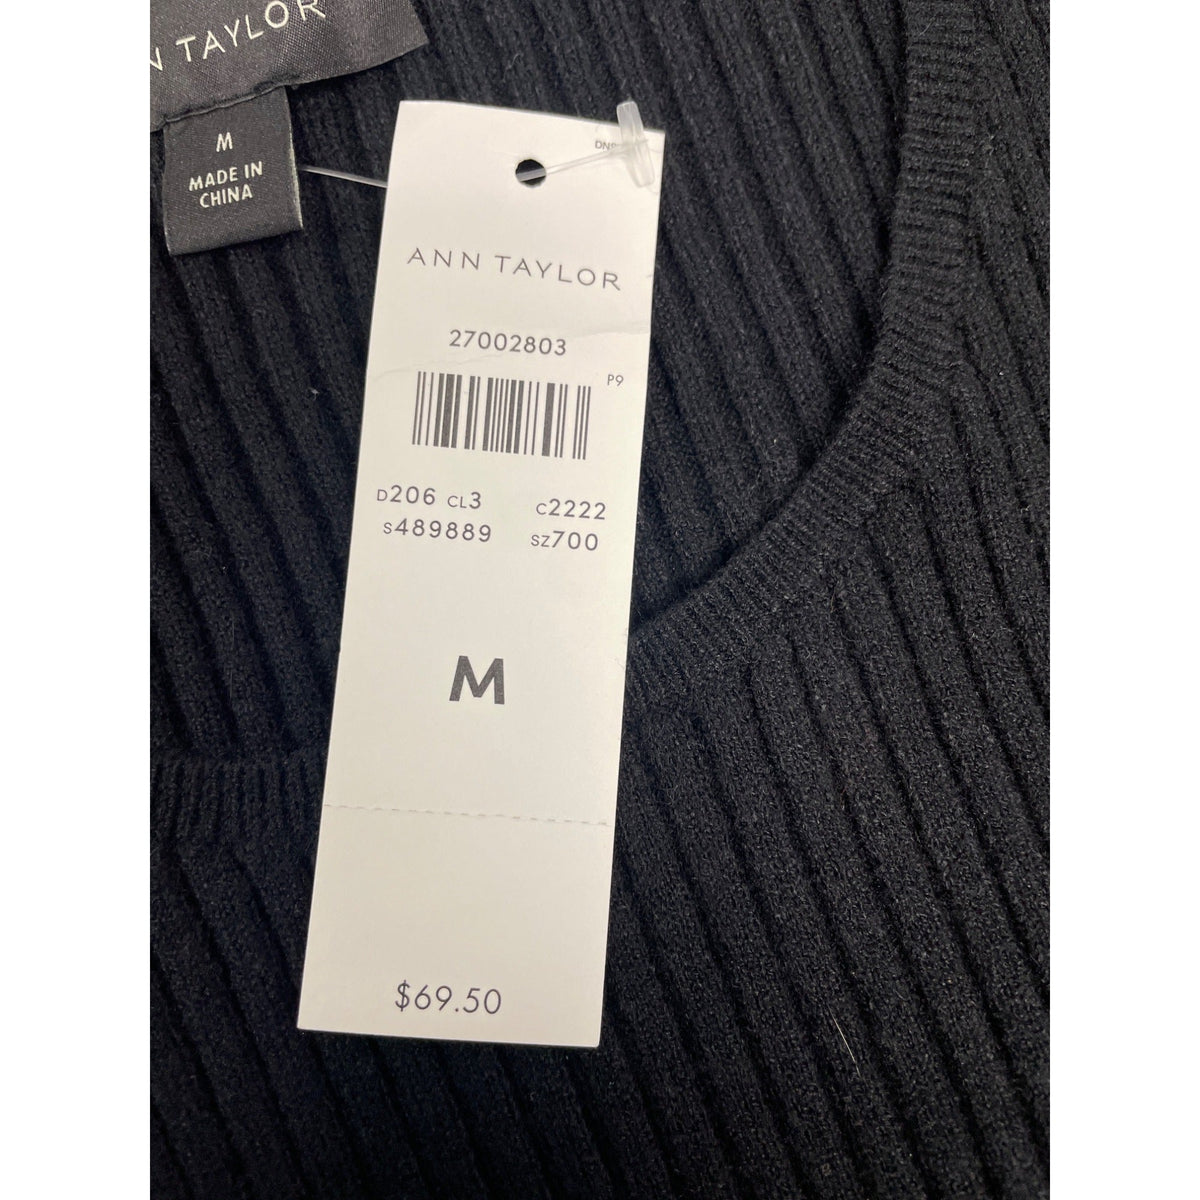 TAYLOR
M
MADE IN
CHINA
ANN TAYLOR
27002803
P9
D206 CL3 C2222
S489889 SZ700
M
$69.50